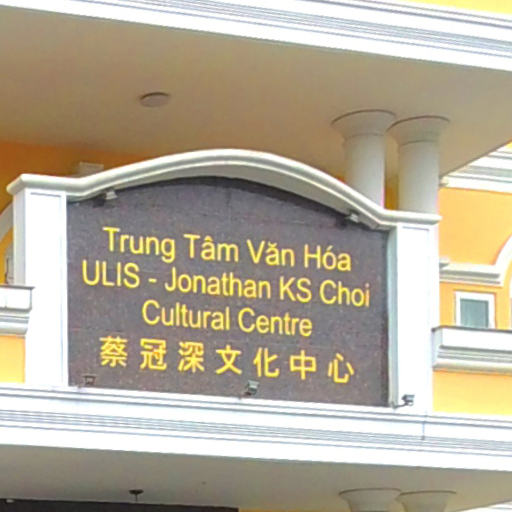 Trung Tâm Văn Hóa
ULIS - Jonathan KS Choi
Cultural Centre
蔡冠深文化中心